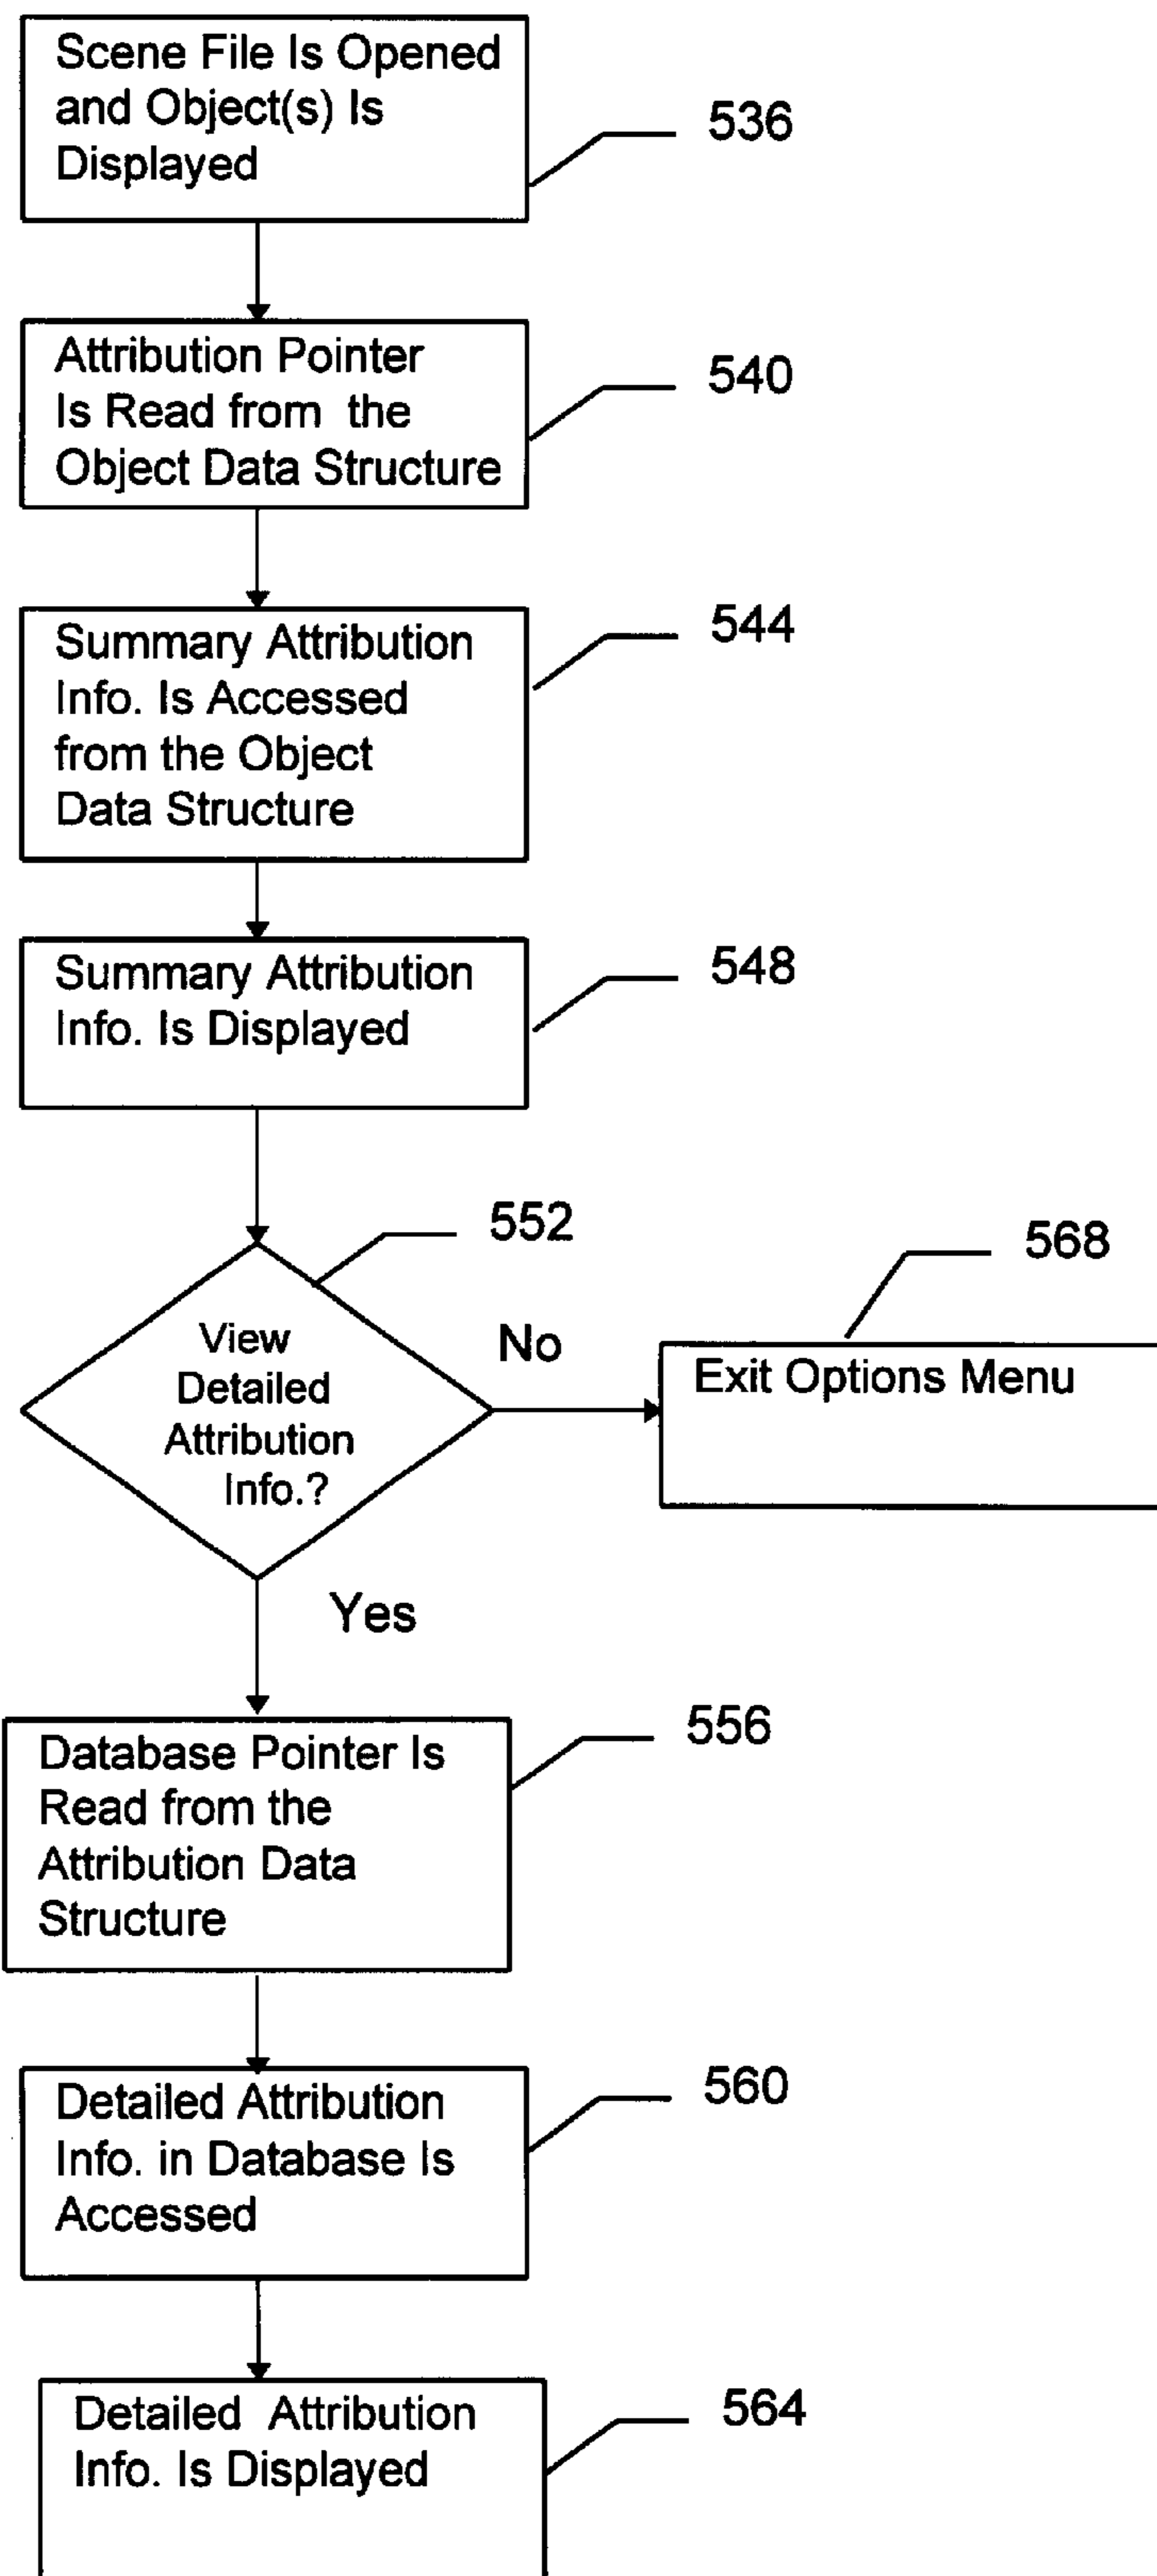 Scene File Is Opened
and Object(s) Is
Displayed
536
Attribution Pointer
Is Read from the
Object Data Structure
540
Summary Attribution
Info. Is Accessed
from the Object
Data Structure
544
Summary Attribution
Info. Is Displayed
548
552
View
Detailed
Attribution
Info.?
No
568
Exit Options Menu
Yes
Database Pointer Is
Read from the
Attribution Data
Structure
556
Detailed Attribution
Info. in Database Is
Accessed
560
Detailed Attribution
Info. Is Displayed
564